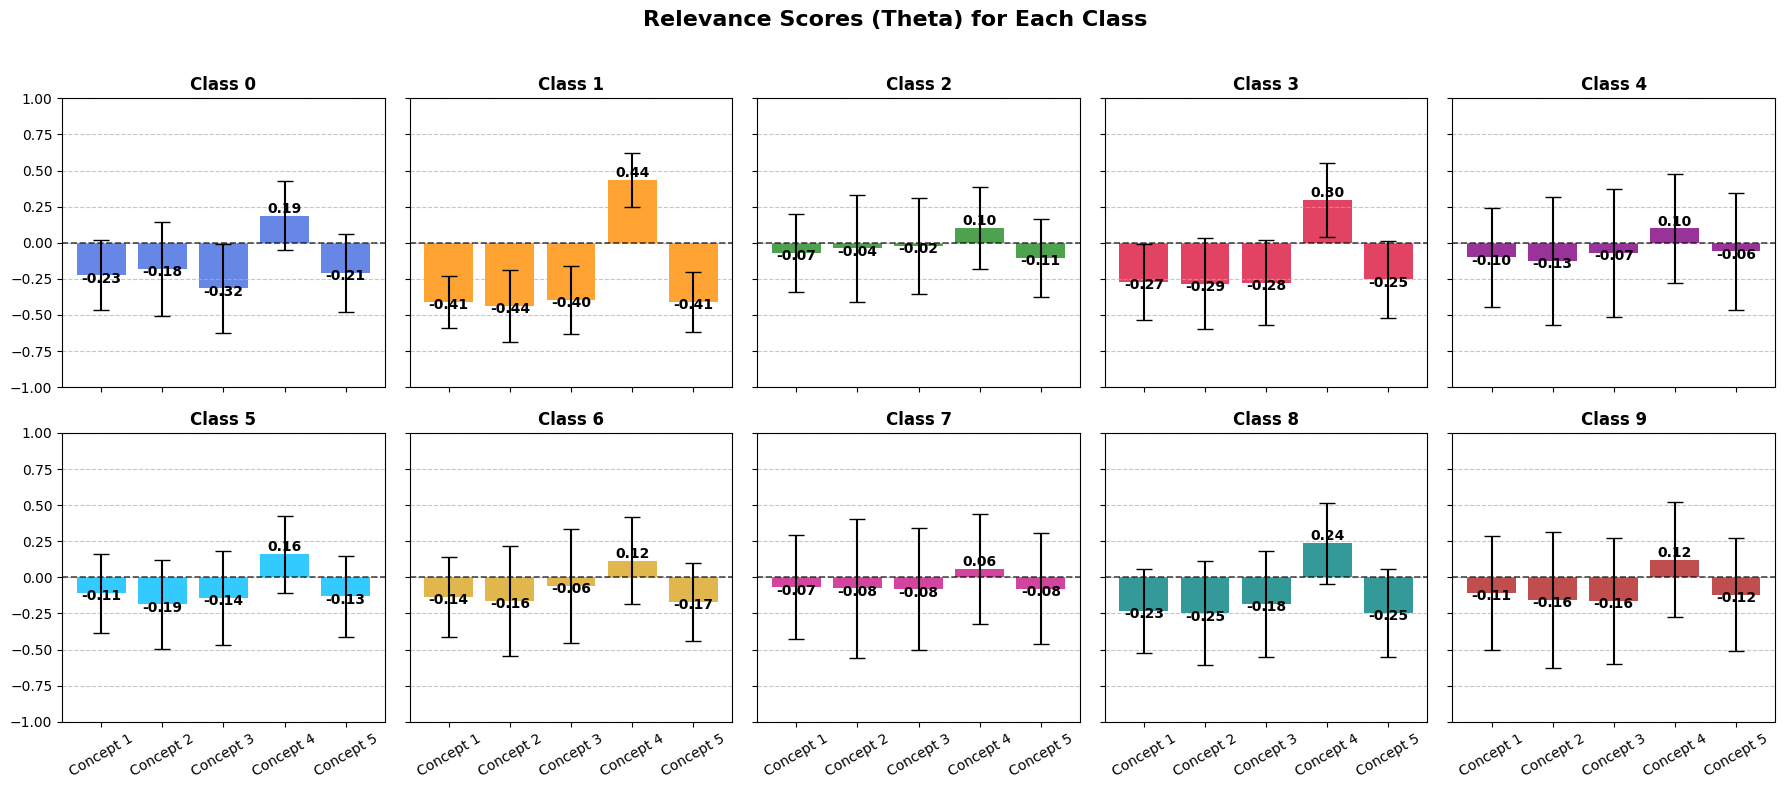 Relevance Scores (Theta) for Each Class
Class 0 Class 1 Class 2 Class 3 Class 4
1.00
0.75
0.50
0.25
0.00
−0.25
−0.50
−0.75
−1.00
-0.23 -0.18 -0.32 0.19 -0.21
-0.41 -0.44 -0.40 0.44 -0.41
-0.07 -0.04 -0.02 0.10 -0.11
-0.27 -0.29 -0.28 0.30 -0.25
-0.10 -0.13 -0.07 0.10 -0.06
Class 5 Class 6 Class 7 Class 8 Class 9
1.00
0.75
0.50
0.25
0.00
−0.25
−0.50
−0.75
−1.00
-0.11 -0.19 -0.14 0.16 -0.13
-0.14 -0.16 -0.06 0.12 -0.17
-0.07 -0.08 -0.08 0.06 -0.08
-0.23 -0.25 -0.18 0.24 -0.25
-0.11 -0.16 -0.16 0.12 -0.12
Concept 1 Concept 2 Concept 3 Concept 4 Concept 5
Concept 1 Concept 2 Concept 3 Concept 4 Concept 5
Concept 1 Concept 2 Concept 3 Concept 4 Concept 5
Concept 1 Concept 2 Concept 3 Concept 4 Concept 5
Concept 1 Concept 2 Concept 3 Concept 4 Concept 5